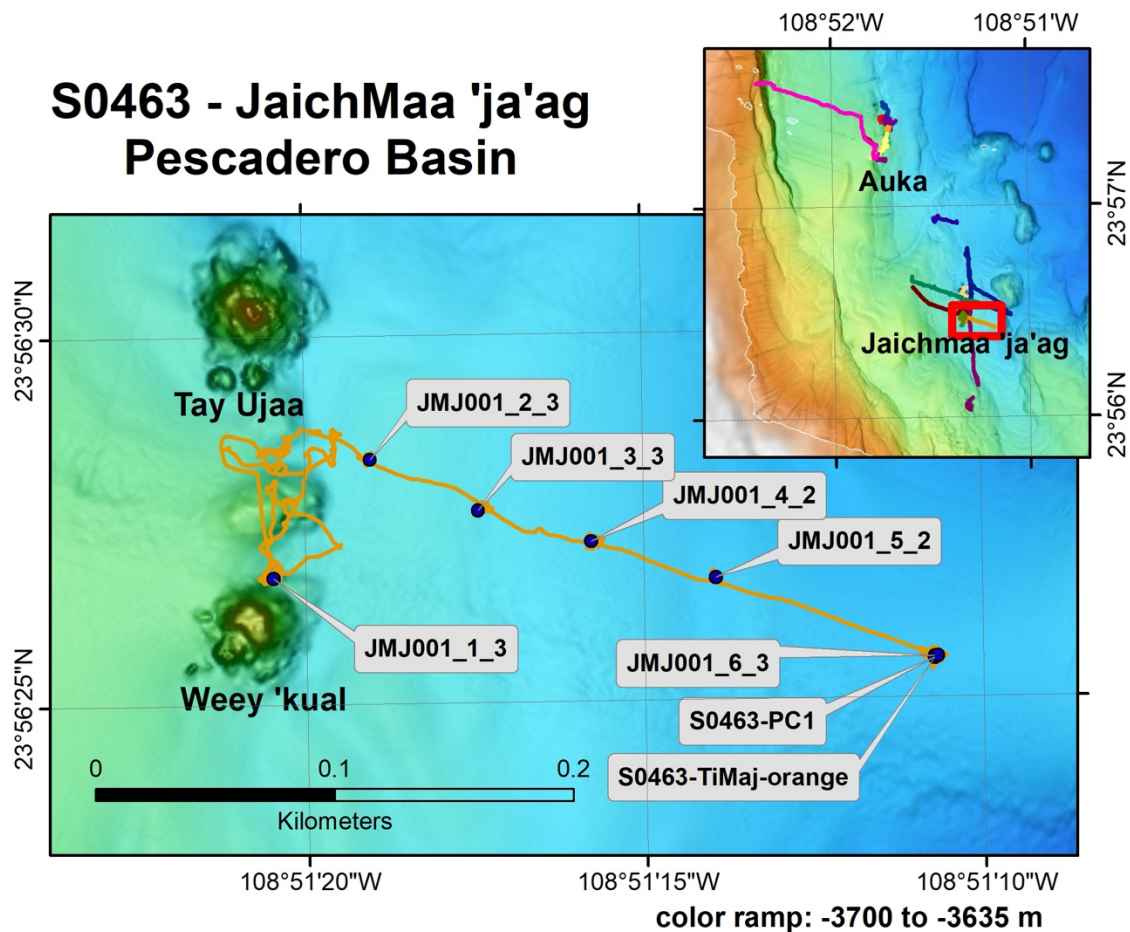 108°52'W
108°51'W
S0463 - JaichMaa 'ja'ag
Pescadero Basin
Auka
23°57'N
Jaichmaa 'ja'ag
23°56'N
23°56'30"N
Tay Ujaa
JMJ001_2_3
JMJ001_3_3
JMJ001_4_2
JMJ001_5_2
JMJ001_1_3
JMJ001_6_3
Weey 'kual
S0463-PC1
23°56'25"N
S0463-TiMaj-orange
0
0.1
0.2
Kilometers
108°51'20"W
108°51'15"W
108°51'10"W
color ramp: -3700 to -3635 m